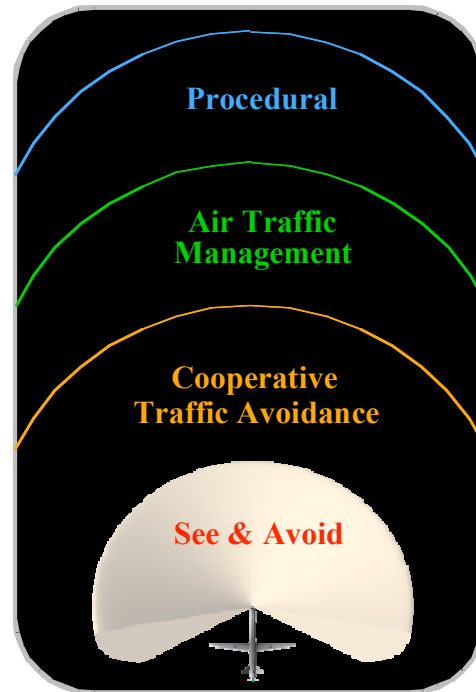 Procedural
Air Traffic
Management
Cooperative
Traffic Avoidance
See & Avoid